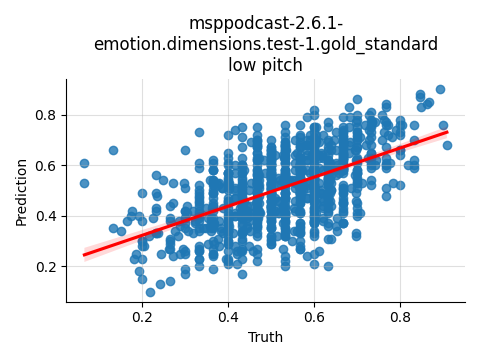 msppodcast-2.6.1-
emotion.dimensions.test-1.gold_standard
low pitch
0.8
0.6
0.4
0.2
Prediction
0.2 0.4 0.6 0.8
Truth